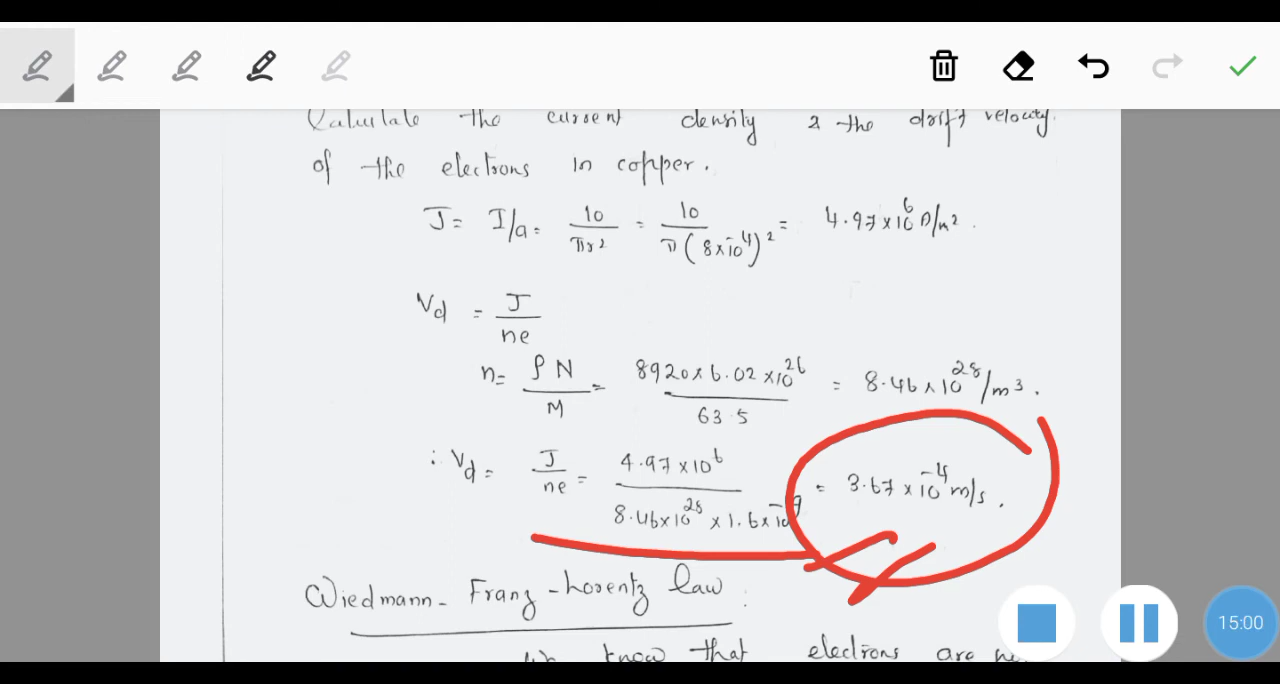 Calculate the current density & the drift velocity
of the electrons in copper.
J = I/a = 10 / πr² = 10 / π(8×10⁻⁴)² = 4.97×10⁶ A/m².
Vd = J / ne
n = ρN / M = 8920×6.02×10²⁶ / 63.5 = 8.46×10²⁸/m³.
∴ Vd = J / ne = 4.97×10⁶ / 8.46×10²⁸ × 1.6×10⁻¹⁹ = 3.67×10⁻⁴ m/s.
Wiedmann - Franz - Lorentz law :
We know that electrons are
15:00